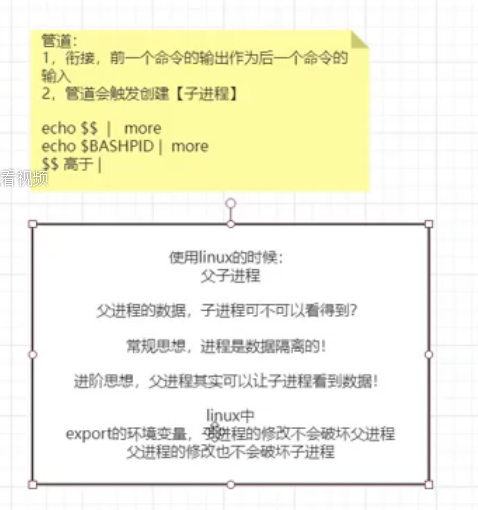 管道：
1，衔接，前一个命令的输出作为后一个命令的
输入
2，管道会触发创建【子进程】
echo $$ | more
echo $BASHPID | more
$$ 高于 |
看视频
使用linux的时候：
父子进程
父进程的数据，子进程可不可以看得到？
常规思想，进程是数据隔离的！
进阶思想，父进程其实可以让子进程看到数据！
linux中
export的环境变量，子进程的修改不会破坏父进程
父进程的修改也不会破坏子进程